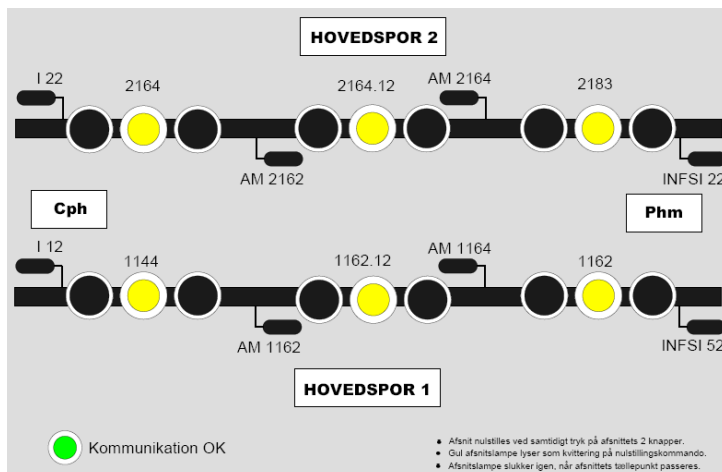 HOVEDSPOR 2
I 22
2164
2164.12
AM 2164
2183
AM 2162
INFSI 22
Cph
Phm
I 12
1144
1162.12
AM 1164
1162
AM 1162
INFSI 52
HOVEDSPOR 1
Kommunikation OK
• Afsnit nulstilles ved samtidigt tryk på afsnittets 2 knapper.
• Gul afsnitslampe lyser som kvittering på nulstillingskommando.
• Afsnitslampe slukker igen, når afsnittets tællepunkt passeres.